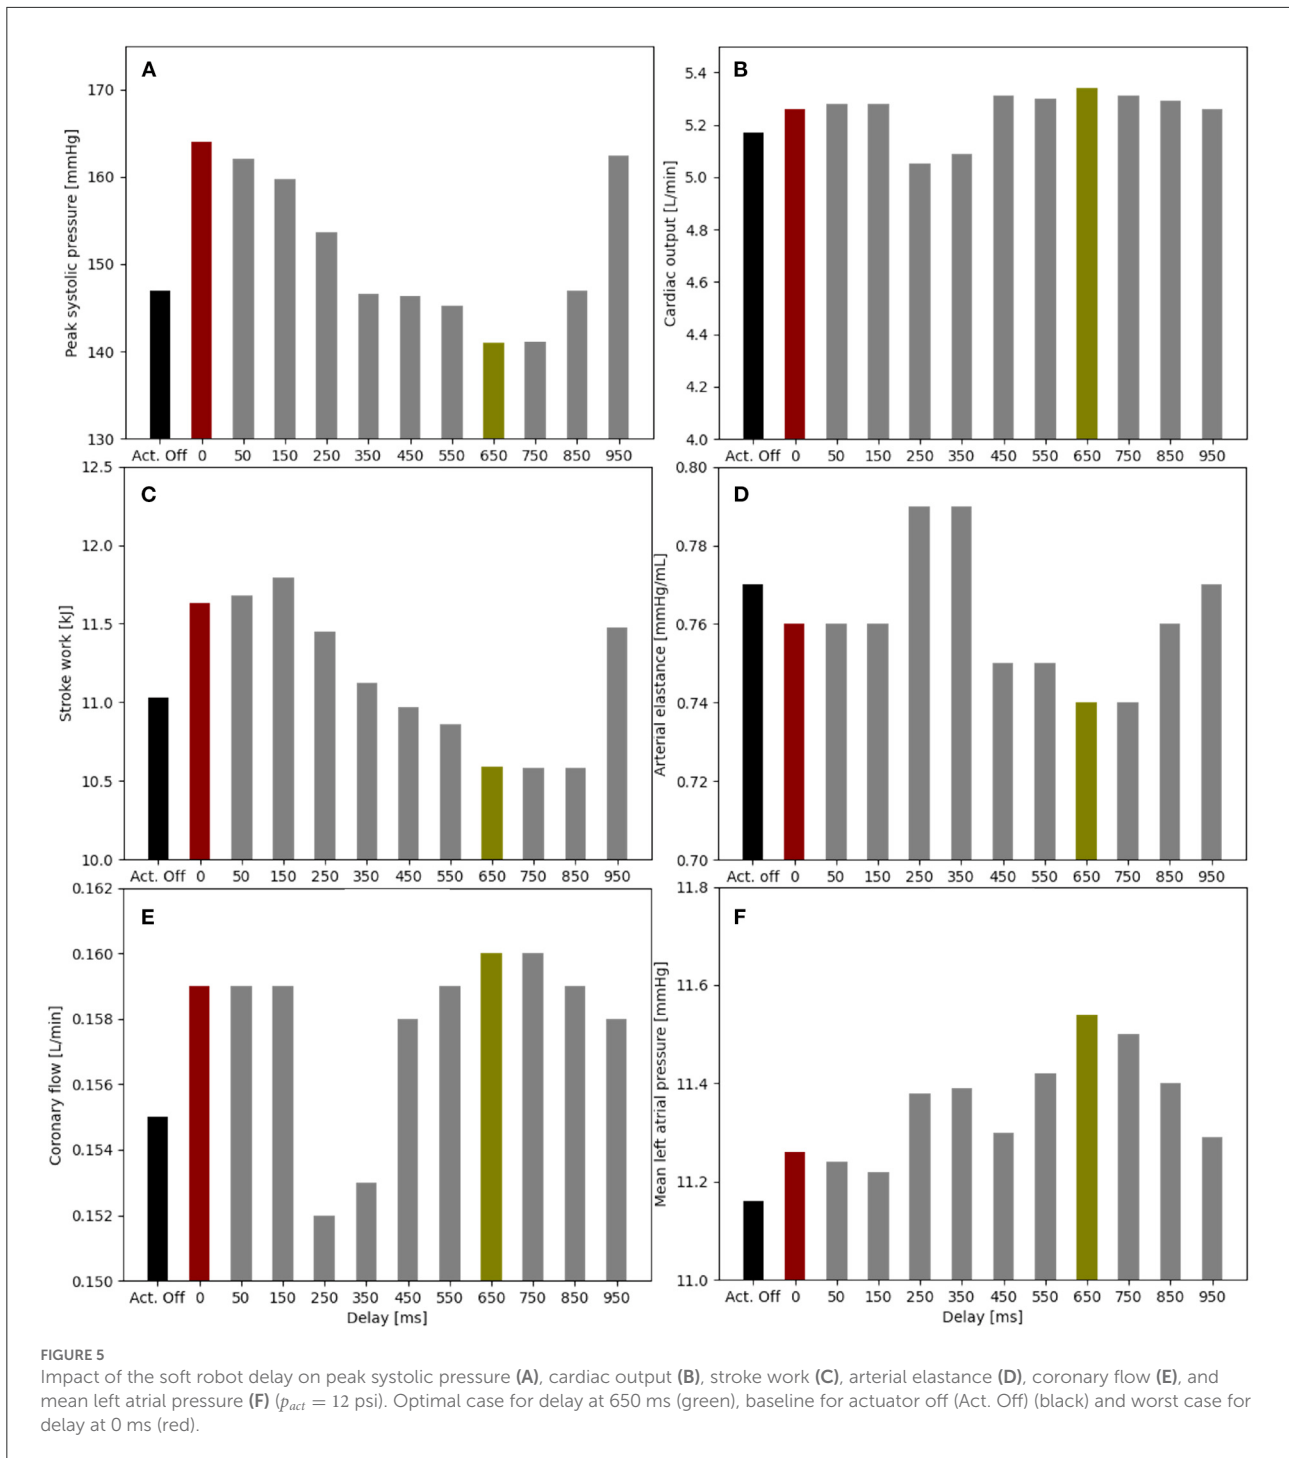 A
Peak systolic pressure [mmHg]
170
160
150
140
130
Act. Off 0 50 150 250 350 450 550 650 750 850 950
B
Cardiac output [L/min]
5.4
5.2
5.0
4.8
4.6
4.4
4.2
4.0
Act. Off 0 50 150 250 350 450 550 650 750 850 950
C
Stroke work [kJ]
12.5
12.0
11.5
11.0
10.5
10.0
Act. Off 0 50 150 250 350 450 550 650 750 850 950
D
Arterial elastance [mmHg/mL]
0.80
0.78
0.76
0.74
0.72
0.70
Act. Off 0 50 150 250 350 450 550 650 750 850 950
E
Coronary flow [L/min]
0.162
0.160
0.158
0.156
0.154
0.152
0.150
Act. Off 0 50 150 250 350 450 550 650 750 850 950
Delay [ms]
F
Mean left atrial pressure [mmHg]
11.8
11.6
11.4
11.2
11.0
Act. Off 0 50 150 250 350 450 550 650 750 850 950
Delay [ms]
FIGURE 5
Impact of the soft robot delay on peak systolic pressure (A), cardiac output (B), stroke work (C), arterial elastance (D), coronary flow (E), and
mean left atrial pressure (F) (p_act = 12 psi). Optimal case for delay at 650 ms (green), baseline for actuator off (Act. Off) (black) and worst case for
delay at 0 ms (red).